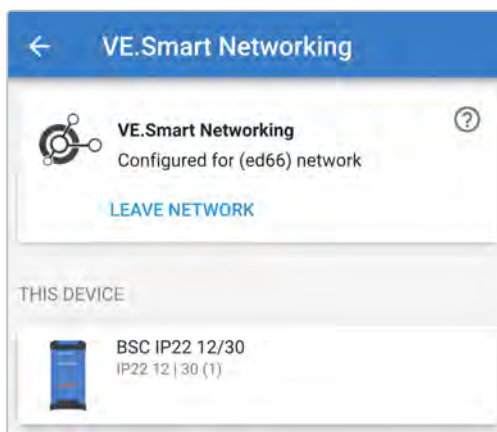 VE.Smart Networking
VE.Smart Networking
Configured for (ed66) network
LEAVE NETWORK
THIS DEVICE
BSC IP22 12/30
IP22 12 | 30 (1)